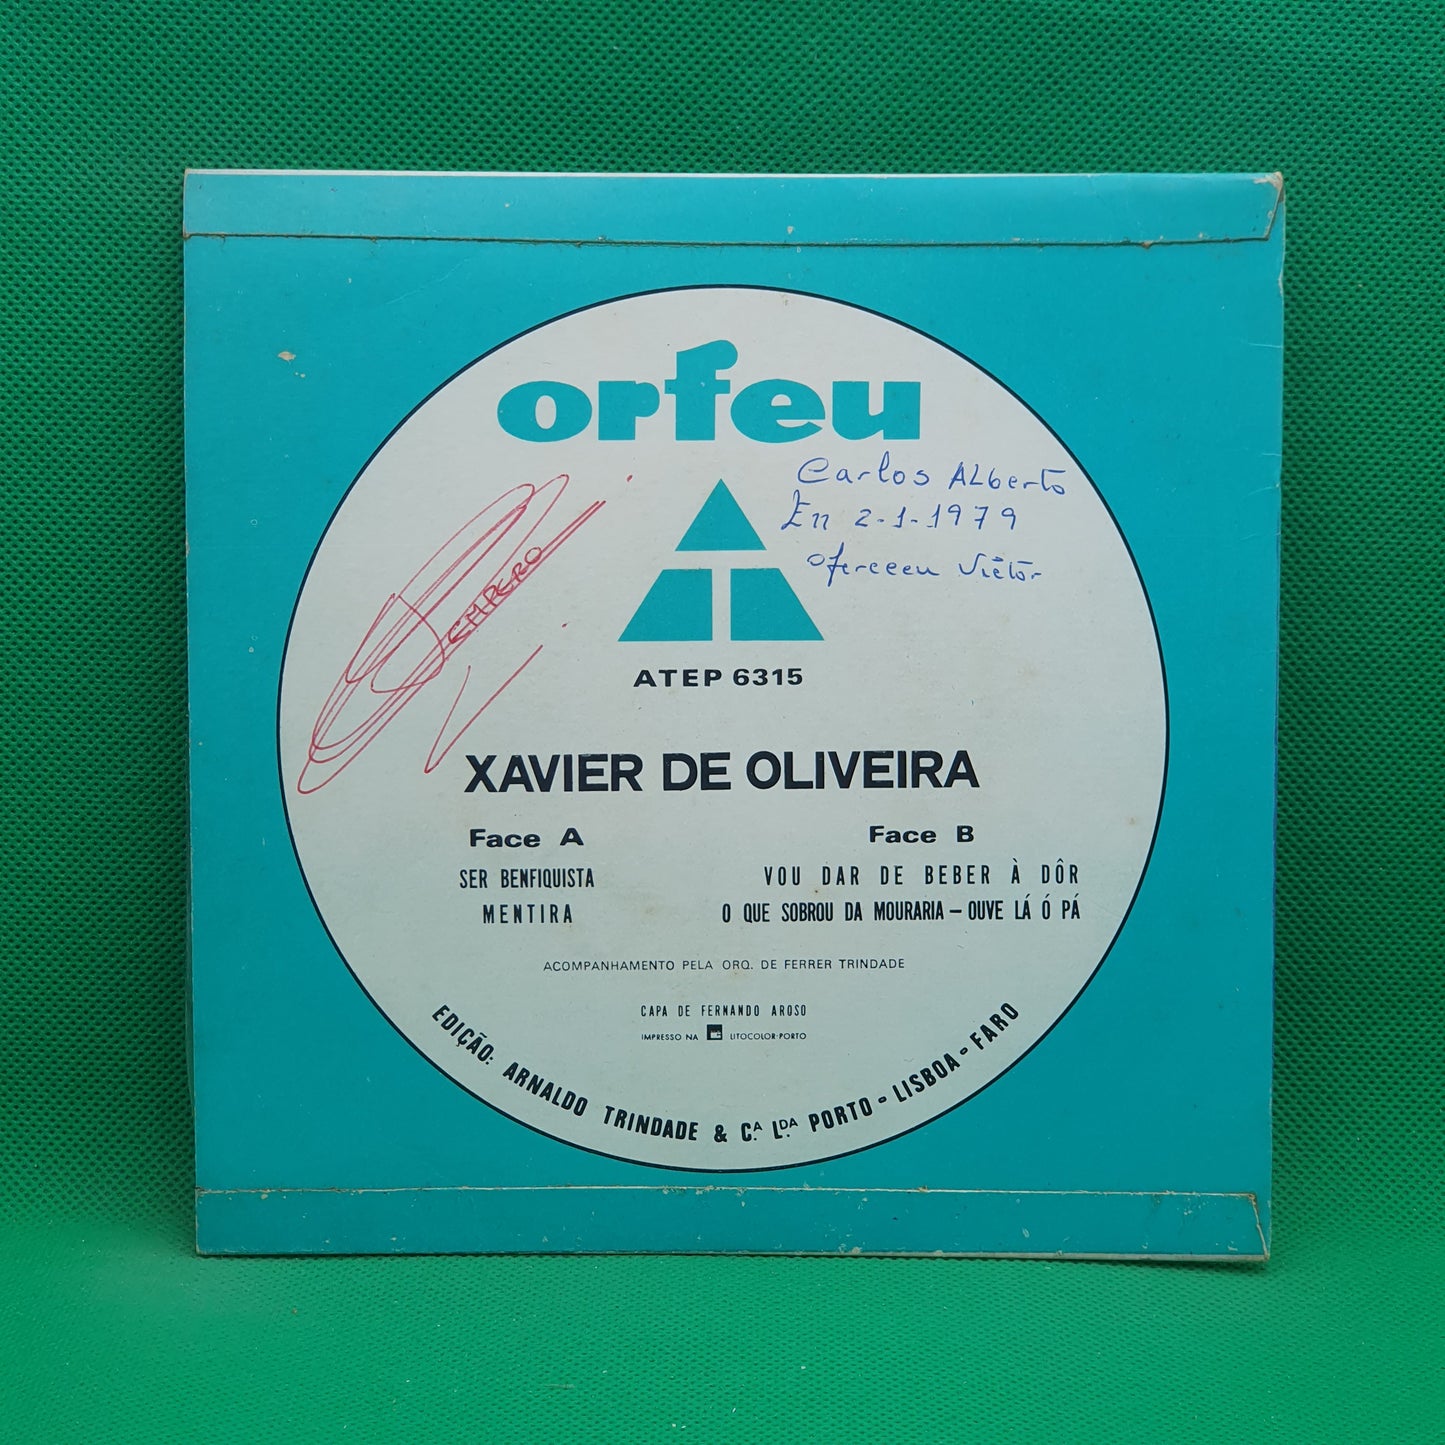 orfeu
Carlos ALberto
Em 2-1-1979
ofereceu Victor
EMPERO
ATEP 6315
XAVIER DE OLIVEIRA
Face A
SER BENFIQUISTA
MENTIRA
Face B
VOU DAR DE BEBER À DÔR
O QUE SOBROU DA MOURARIA – OUVE LÁ Ó PÁ
ACOMPANHAMENTO PELA ORQ. DE FERRER TRINDADE
CAPA DE FERNANDO AROSO
IMPRESSO NA LITOCOLOR-PORTO
EDIÇÃO: ARNALDO TRINDADE & Cᴬ Lᴰᴬ. PORTO - LISBOA - FARO